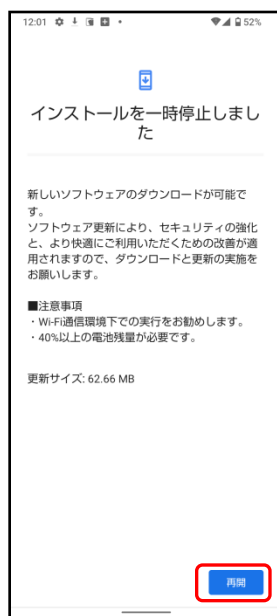 12:01 52%
インストールを一時停止しまし
た
新しいソフトウェアのダウンロードが可能で
す。
ソフトウェア更新により、セキュリティの強化
と、より快適にご利用いただくための改善が適
用されますので、ダウンロードと更新の実施を
お願いします。
■注意事項
・Wi-Fi通信環境下での実行をお勧めします。
・40%以上の電池残量が必要です。
更新サイズ: 62.66 MB
再開